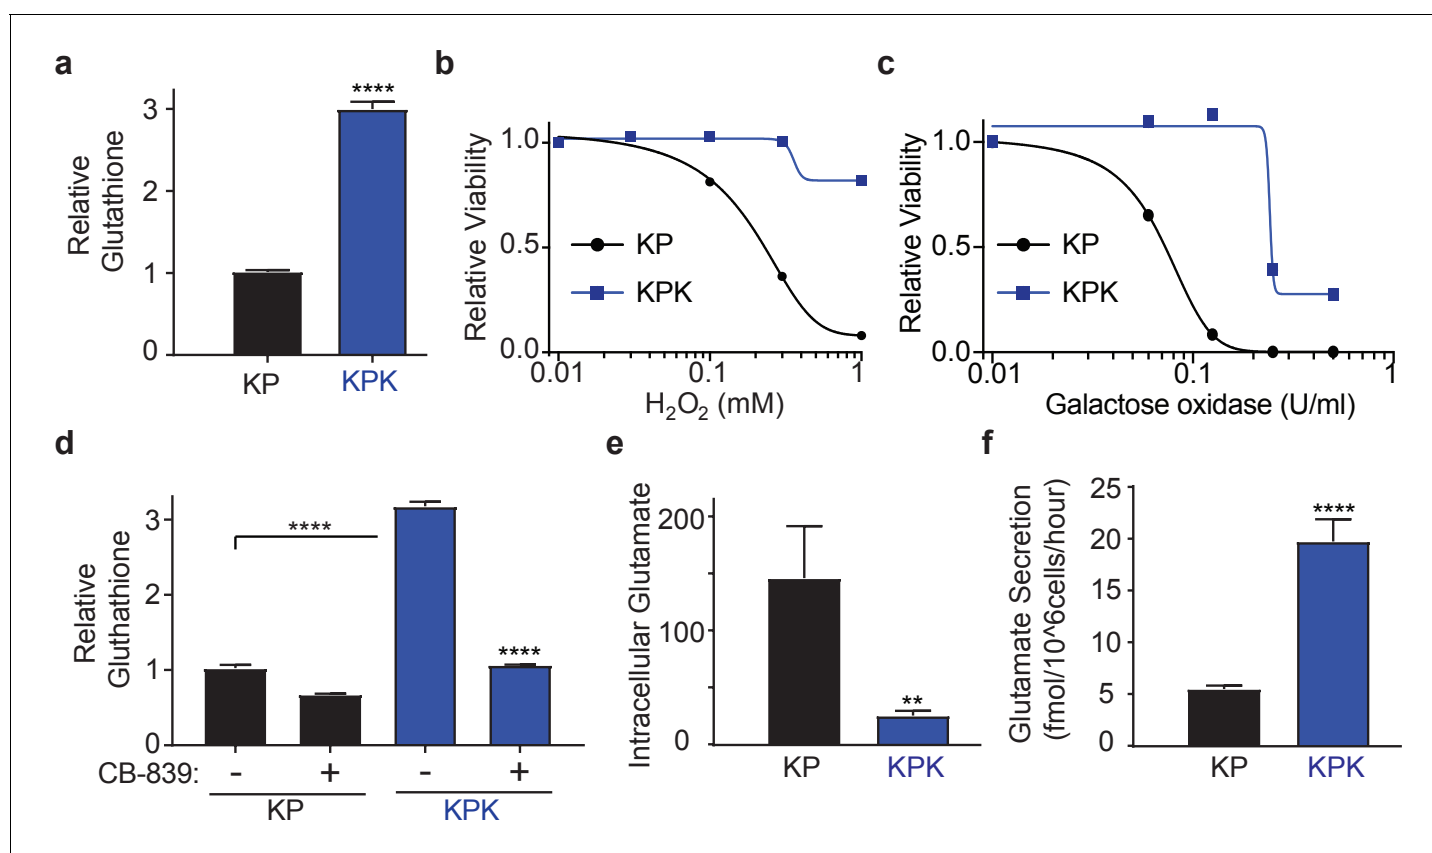 a
Relative
Glutathione
3
2
1
0
****
KP
KPK
b
Relative Viability
1.0
0.5
0.0
KP
KPK
0.01
0.1
1
H₂O₂ (mM)
c
Relative Viability
1.0
0.5
0.0
KP
KPK
0.01
0.1
1
Galactose oxidase (U/ml)
d
Relative
Gluthathione
3
2
1
0
****
****
CB-839: - + - +
KP
KPK
e
Intracellular Glutamate
200
100
0
**
KP
KPK
f
Glutamate Secretion
(fmol/10^6cells/hour)
25
20
15
10
5
0
****
KP
KPK